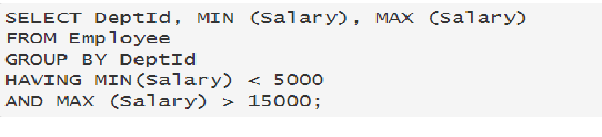 SELECT DeptId, MIN (Salary), MAX (Salary)
FROM Employee
GROUP BY DeptId
HAVING MIN(Salary) < 5000
AND MAX (Salary) > 15000;